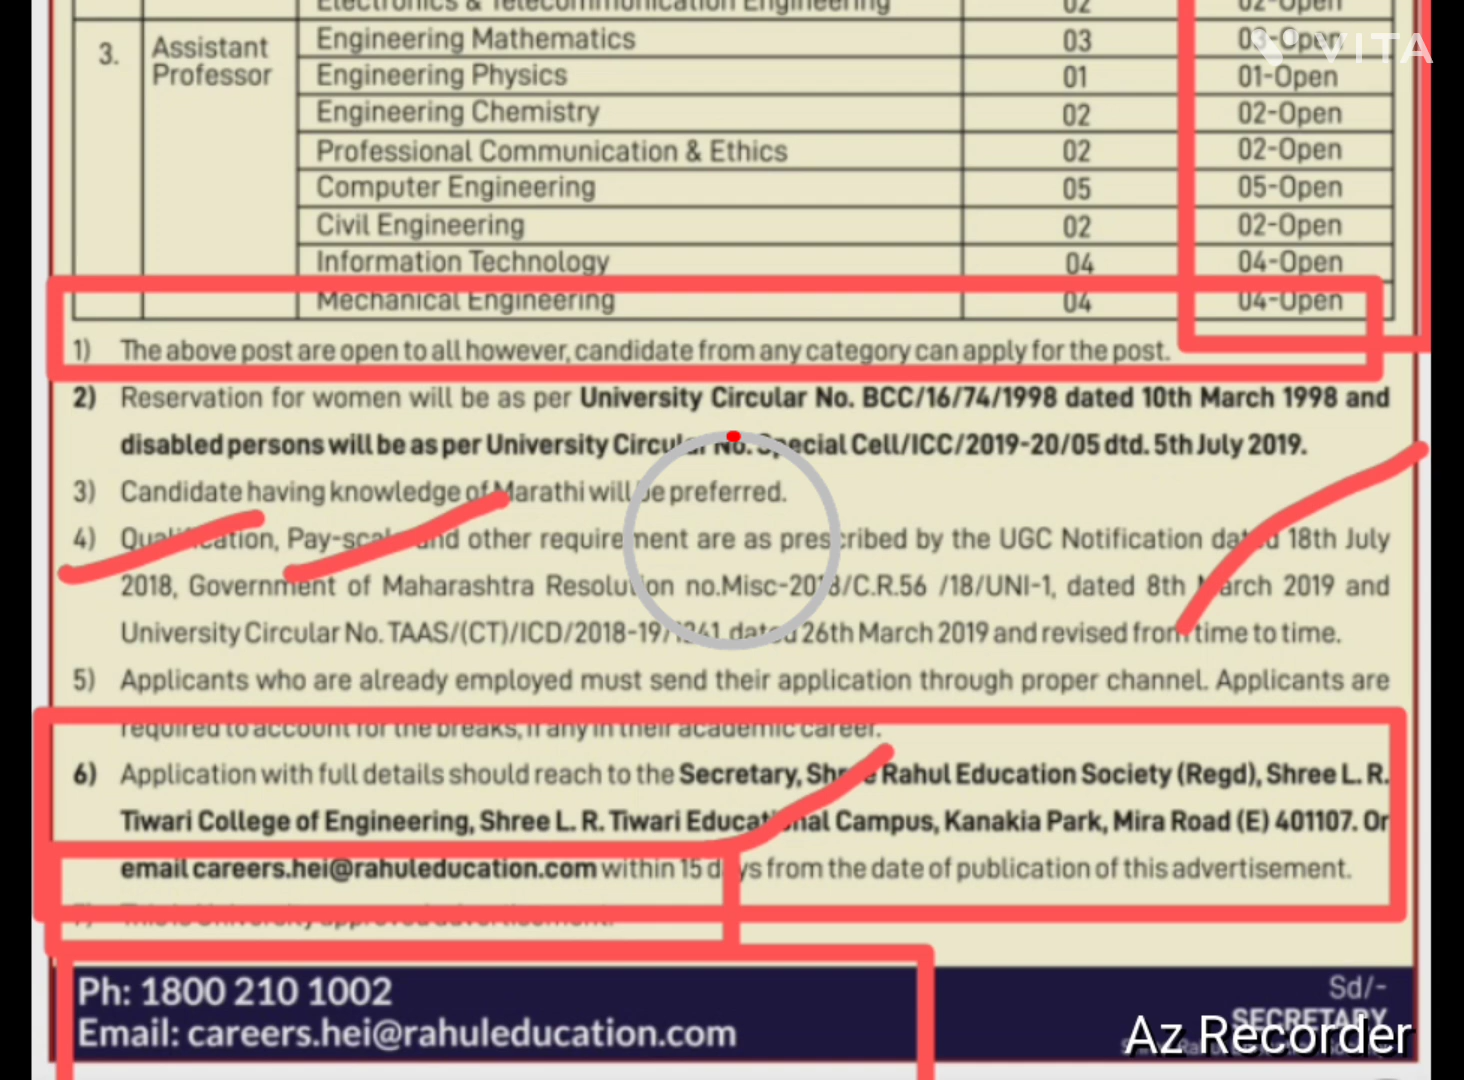 Electronics & Telecommunication Engineering 02 02-Open
3. Assistant Professor Engineering Mathematics 03 03-Open
VITA
Engineering Physics 01 01-Open
Engineering Chemistry 02 02-Open
Professional Communication & Ethics 02 02-Open
Computer Engineering 05 05-Open
Civil Engineering 02 02-Open
Information Technology 04 04-Open
Mechanical Engineering 04 04-Open
1) The above post are open to all however, candidate from any category can apply for the post.
2) Reservation for women will be as per University Circular No. BCC/16/74/1998 dated 10th March 1998 and
disabled persons will be as per University Circular No. Special Cell/ICC/2019-20/05 dtd. 5th July 2019.
3) Candidate having knowledge of Marathi will be preferred.
4) Qualification, Pay-scale and other requirement are as prescribed by the UGC Notification dated 18th July
2018, Government of Maharashtra Resolution no.Misc-2018/C.R.56 /18/UNI-1, dated 8th March 2019 and
University Circular No. TAAS/(CT)/ICD/2018-19/1241 dated 26th March 2019 and revised from time to time.
5) Applicants who are already employed must send their application through proper channel. Applicants are
required to account for the breaks, if any in their academic career.
6) Application with full details should reach to the Secretary, Shree Rahul Education Society (Regd), Shree L. R.
Tiwari College of Engineering, Shree L. R. Tiwari Educational Campus, Kanakia Park, Mira Road (E) 401107. Or
email careers.hei@rahuleducation.com within 15 days from the date of publication of this advertisement.
7) This is University approved advertisement.
Ph: 1800 210 1002
Email: careers.hei@rahuleducation.com
Sd/-
SECRETARY
Az Recorder